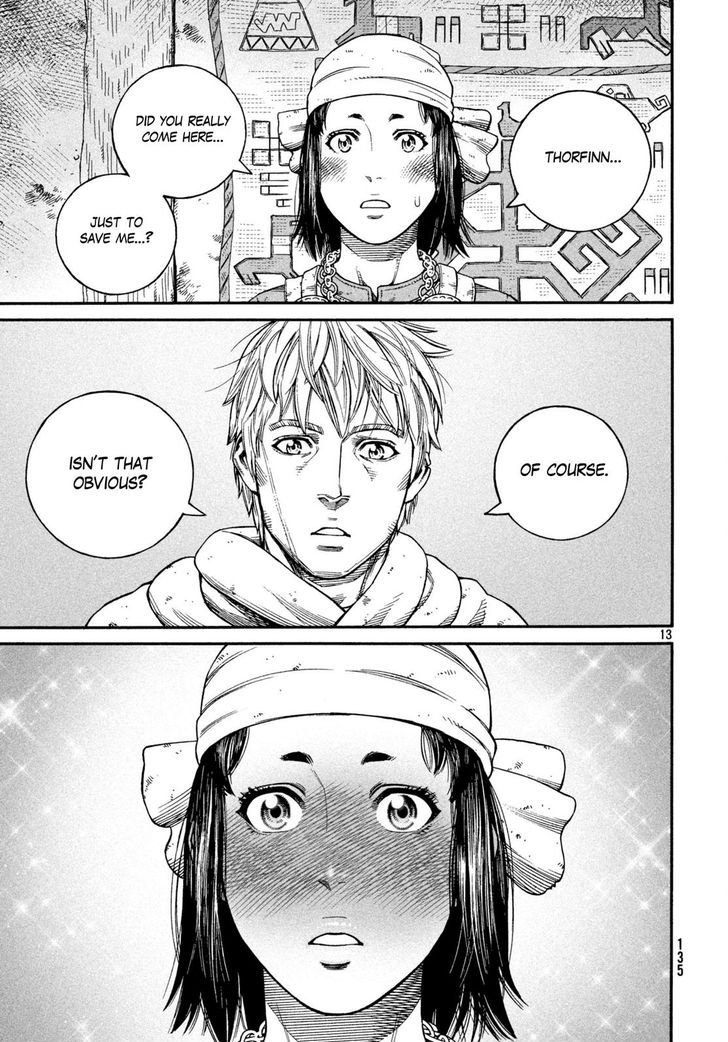 THORFINN...
DID YOU REALLY
COME HERE...
JUST TO
SAVE ME...?
OF COURSE.
ISN'T THAT
OBVIOUS?
13
135